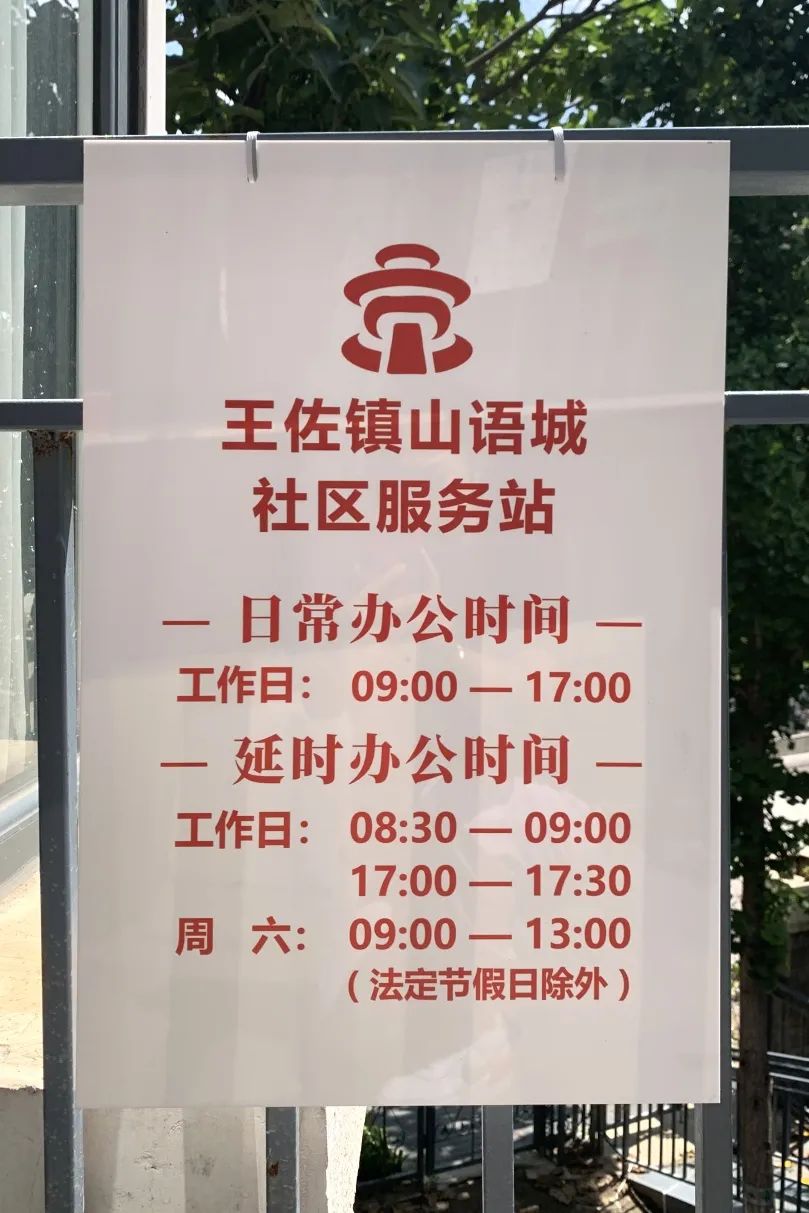 王佐镇山语城
社区服务站
— 日常办公时间 —
工作日： 09:00 — 17:00
— 延时办公时间 —
工作日： 08:30 — 09:00
17:00 — 17:30
周 六： 09:00 — 13:00
（法定节假日除外）